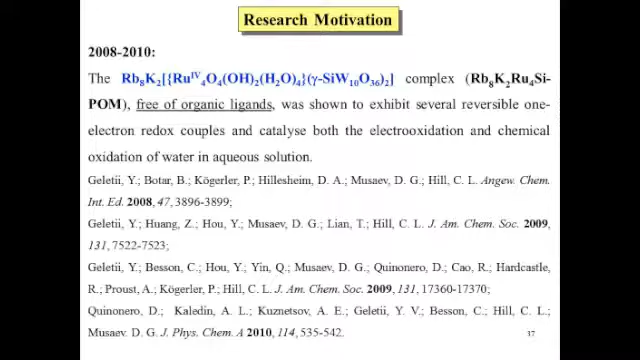 Research Motivation
2008-2010:
The Rb₈K₂[{Ruᴵⱽ₄O₄(OH)₂(H₂O)₄}(γ-SiW₁₀O₃₆)₂] complex (Rb₈K₂Ru₄Si-
POM), free of organic ligands, was shown to exhibit several reversible one-
electron redox couples and catalyse both the electrooxidation and chemical
oxidation of water in aqueous solution.
Geletii, Y.; Botar, B.; Kögerler, P.; Hillesheim, D. A.; Musaev, D. G.; Hill, C. L. Angew. Chem.
Int. Ed. 2008, 47, 3896-3899;
Geletii, Y.; Huang, Z.; Hou, Y.; Musaev, D. G.; Lian, T.; Hill, C. L. J. Am. Chem. Soc. 2009,
131, 7522-7523;
Geletii, Y.; Besson, C.; Hou, Y.; Yin, Q.; Musaev, D. G.; Quinonero, D.; Cao, R.; Hardcastle,
R.; Proust, A.; Kögerler, P.; Hill, C. L. J. Am. Chem. Soc. 2009, 131, 17360-17370;
Quinonero, D.; Kaledin, A. L.; Kuznetsov, A. E.; Geletii, Y. V.; Besson, C.; Hill, C. L.;
Musaev, D. G. J. Phys. Chem. A 2010, 114, 535-542.
37